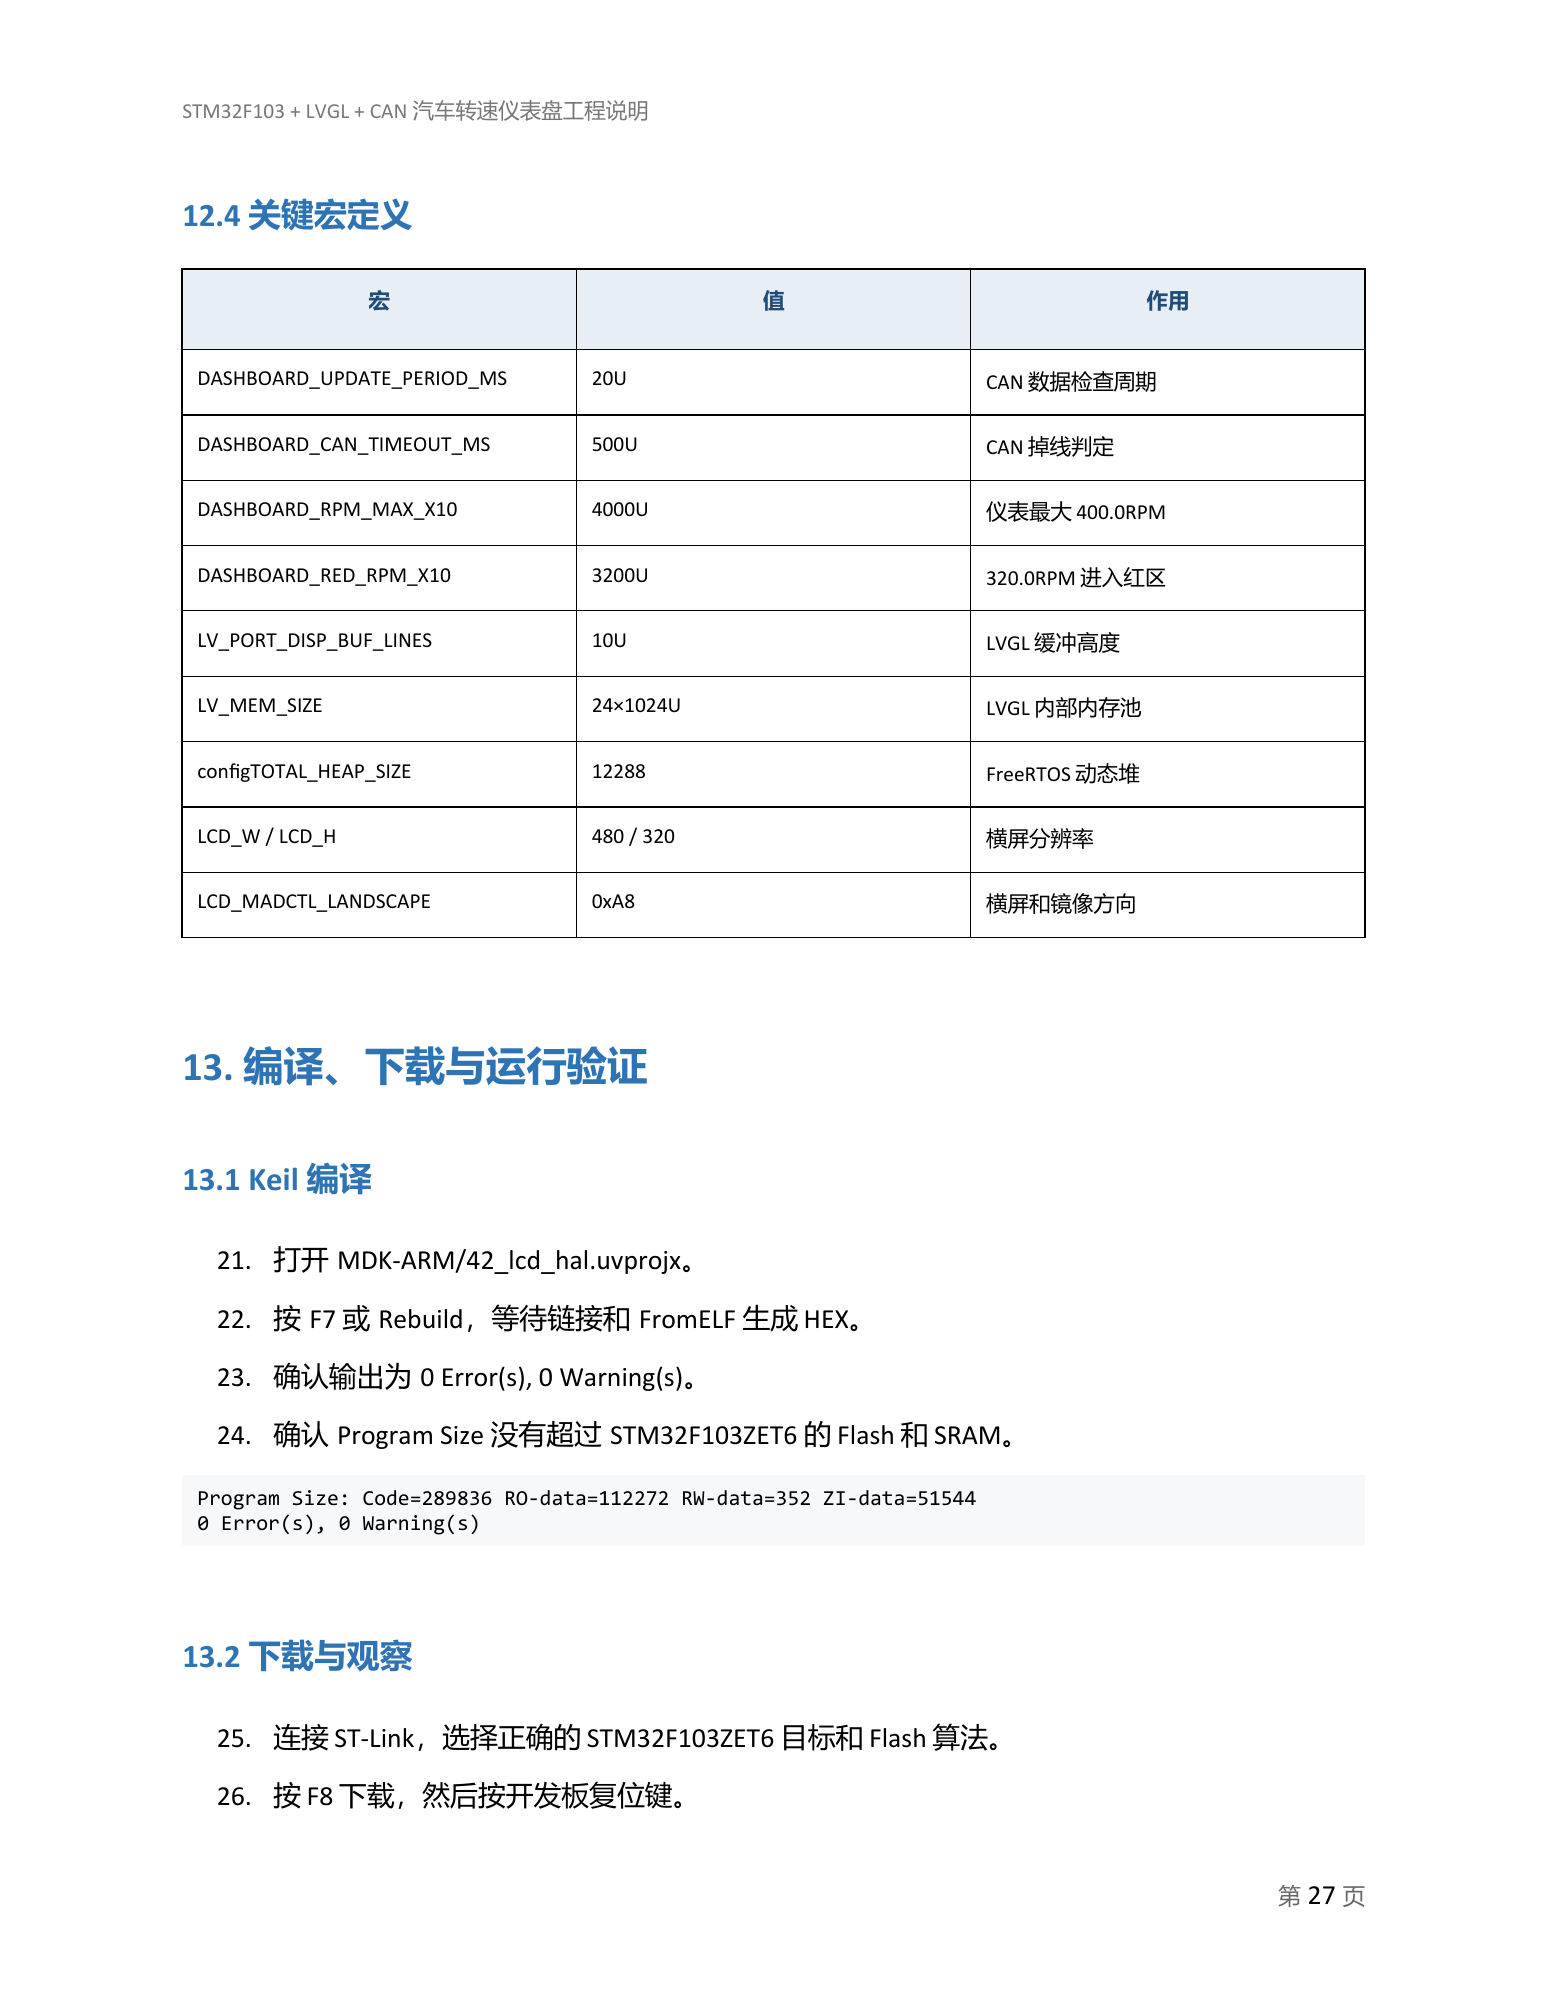 STM32F103 + LVGL + CAN 汽车转速仪表盘工程说明
12.4 关键宏定义
宏 值 作用
DASHBOARD_UPDATE_PERIOD_MS 20U CAN 数据检查周期
DASHBOARD_CAN_TIMEOUT_MS 500U CAN 掉线判定
DASHBOARD_RPM_MAX_X10 4000U 仪表最大 400.0RPM
DASHBOARD_RED_RPM_X10 3200U 320.0RPM 进入红区
LV_PORT_DISP_BUF_LINES 10U LVGL 缓冲高度
LV_MEM_SIZE 24×1024U LVGL 内部内存池
configTOTAL_HEAP_SIZE 12288 FreeRTOS 动态堆
LCD_W / LCD_H 480 / 320 横屏分辨率
LCD_MADCTL_LANDSCAPE 0xA8 横屏和镜像方向
13. 编译、下载与运行验证
13.1 Keil 编译
21. 打开 MDK-ARM/42_lcd_hal.uvprojx。
22. 按 F7 或 Rebuild，等待链接和 FromELF 生成 HEX。
23. 确认输出为 0 Error(s), 0 Warning(s)。
24. 确认 Program Size 没有超过 STM32F103ZET6 的 Flash 和 SRAM。
Program Size: Code=289836 RO-data=112272 RW-data=352 ZI-data=51544
0 Error(s), 0 Warning(s)
13.2 下载与观察
25. 连接 ST-Link，选择正确的 STM32F103ZET6 目标和 Flash 算法。
26. 按 F8 下载，然后按开发板复位键。
第 27 页